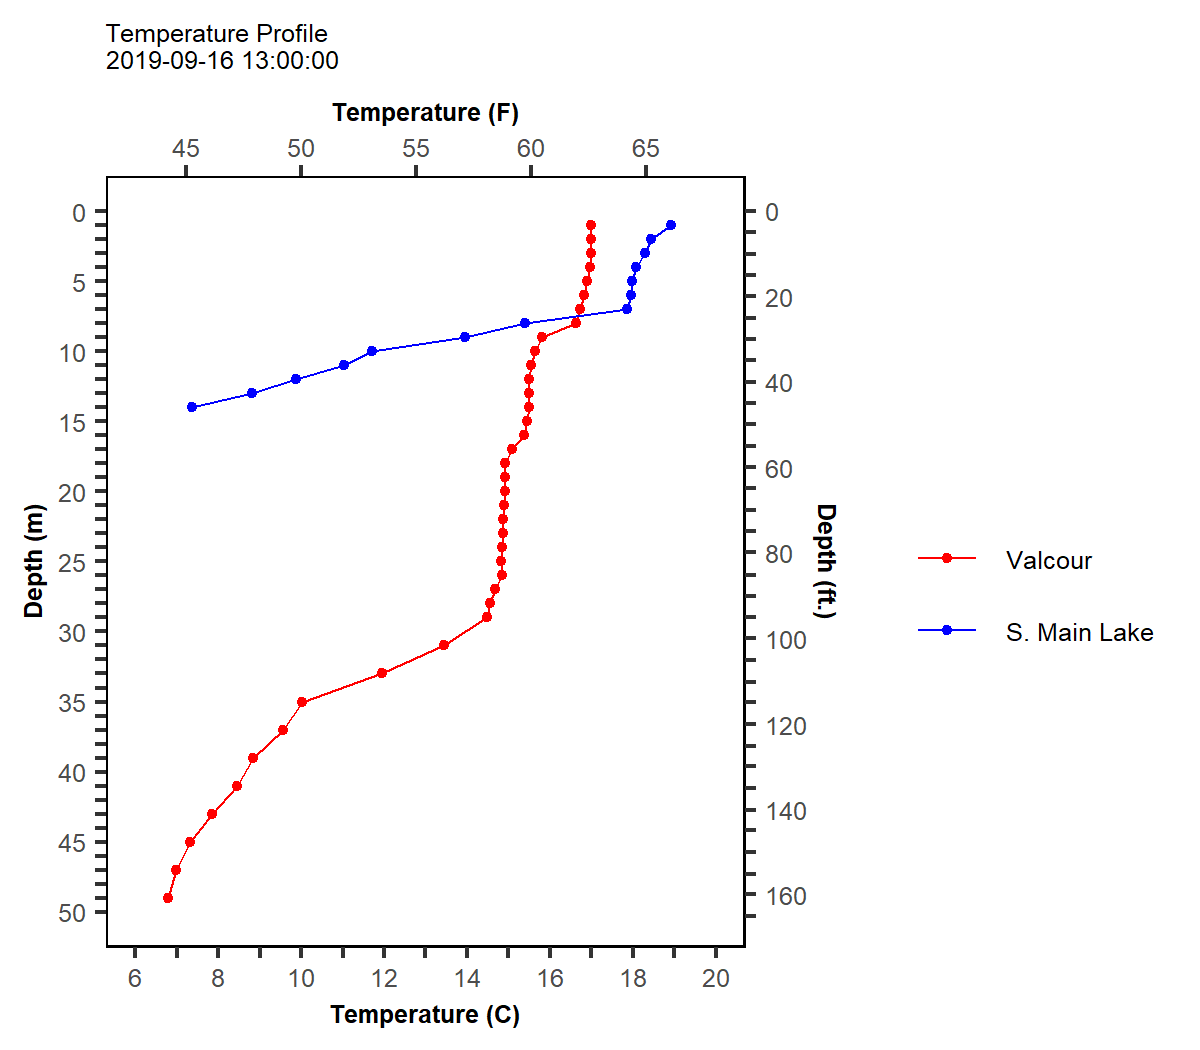 Temperature Profile
2019-09-16 13:00:00
Temperature (F)
45 50 55 60 65
0
5
10
15
20
25
30
35
40
45
50
Depth (m)
0
20
40
60
80
100
120
140
160
Depth (ft.)
Valcour
S. Main Lake
6 8 10 12 14 16 18 20
Temperature (C)